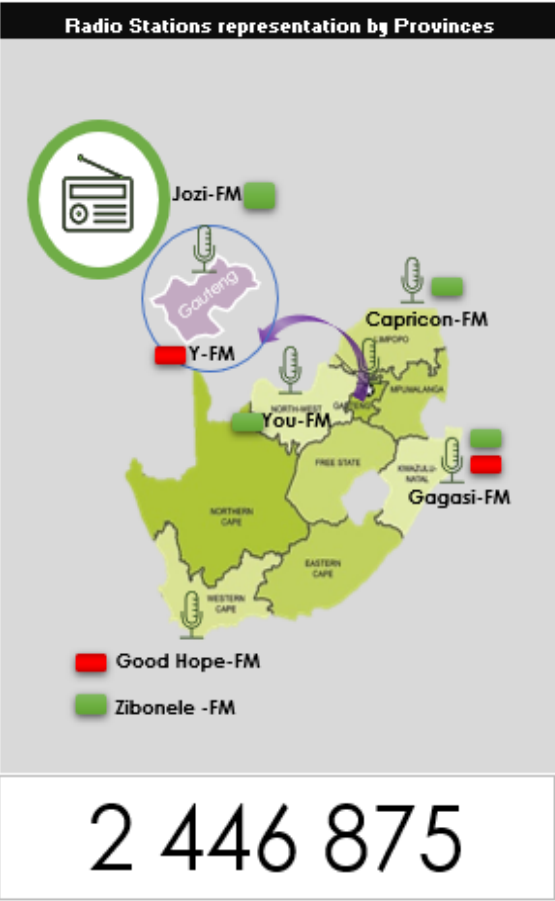 Radio Stations representation by Provinces
Jozi-FM
Gauteng
Y-FM
Capricon-FM
LIMPOPO
MPUMALANGA
NORTH-WEST
GAUTENG
You-FM
FREE STATE
KWAZULU-
NATAL
Gagasi-FM
NORTHERN
CAPE
EASTERN
CAPE
WESTERN
CAPE
Good Hope-FM
Zibonele -FM
2 446 875